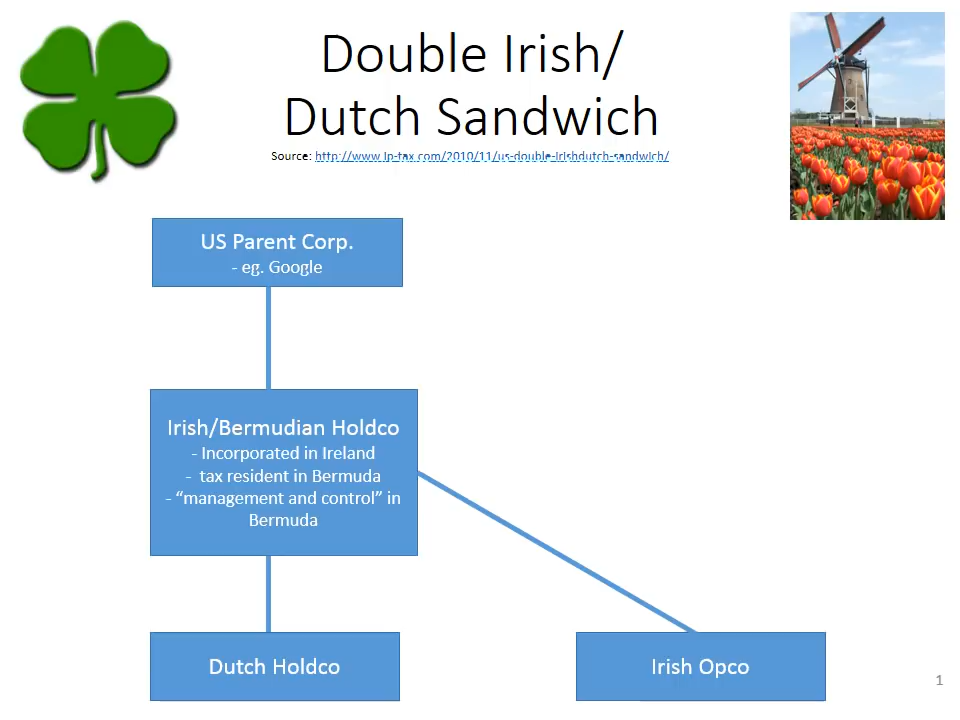 Double Irish/
Dutch Sandwich
Source: http://www.ip-tax.com/2010/11/us-double-irishdutch-sandwich/
US Parent Corp.
- eg. Google
Irish/Bermudian Holdco
- Incorporated in Ireland
- tax resident in Bermuda
- “management and control” in
Bermuda
Dutch Holdco
Irish Opco
1